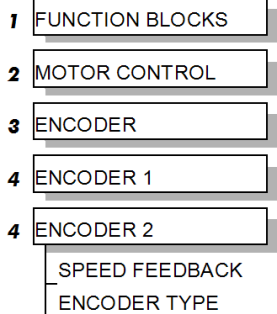 1 FUNCTION BLOCKS
2 MOTOR CONTROL
3 ENCODER
4 ENCODER 1
4 ENCODER 2
SPEED FEEDBACK
ENCODER TYPE